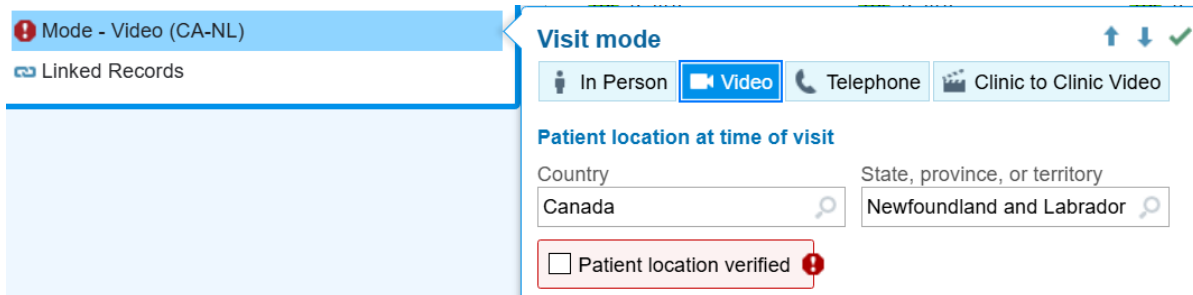 Mode - Video (CA-NL)
Linked Records
Visit mode
In Person Video Telephone Clinic to Clinic Video
Patient location at time of visit
Country State, province, or territory
Canada Newfoundland and Labrador
Patient location verified